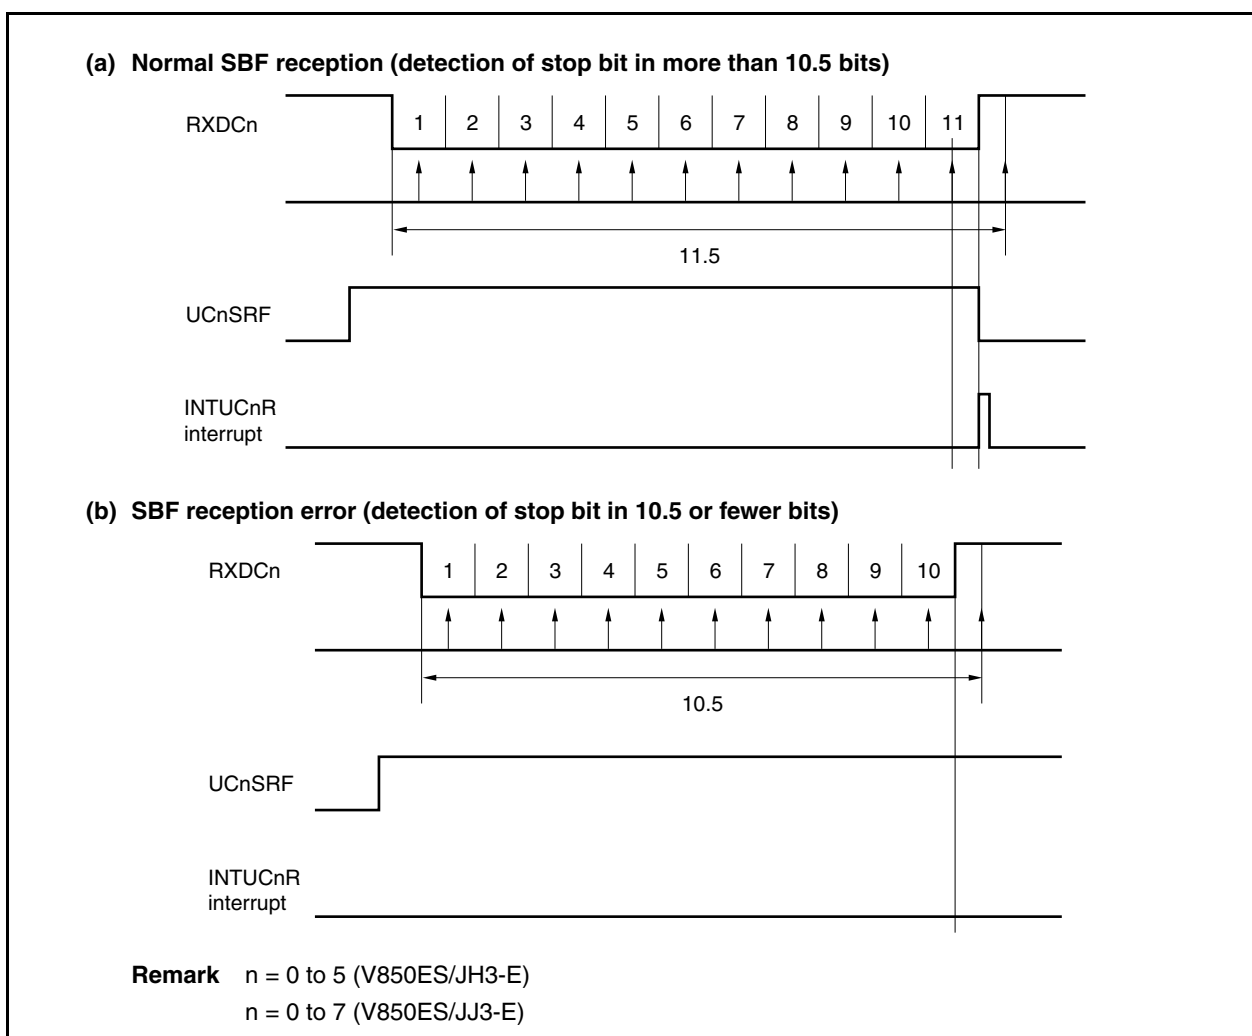 (a) Normal SBF reception (detection of stop bit in more than 10.5 bits)
RXDCn
1 2 3 4 5 6 7 8 9 10 11
11.5
UCnSRF
INTUCnR
interrupt
(b) SBF reception error (detection of stop bit in 10.5 or fewer bits)
RXDCn
1 2 3 4 5 6 7 8 9 10
10.5
UCnSRF
INTUCnR
interrupt
Remark n = 0 to 5 (V850ES/JH3-E)
n = 0 to 7 (V850ES/JJ3-E)